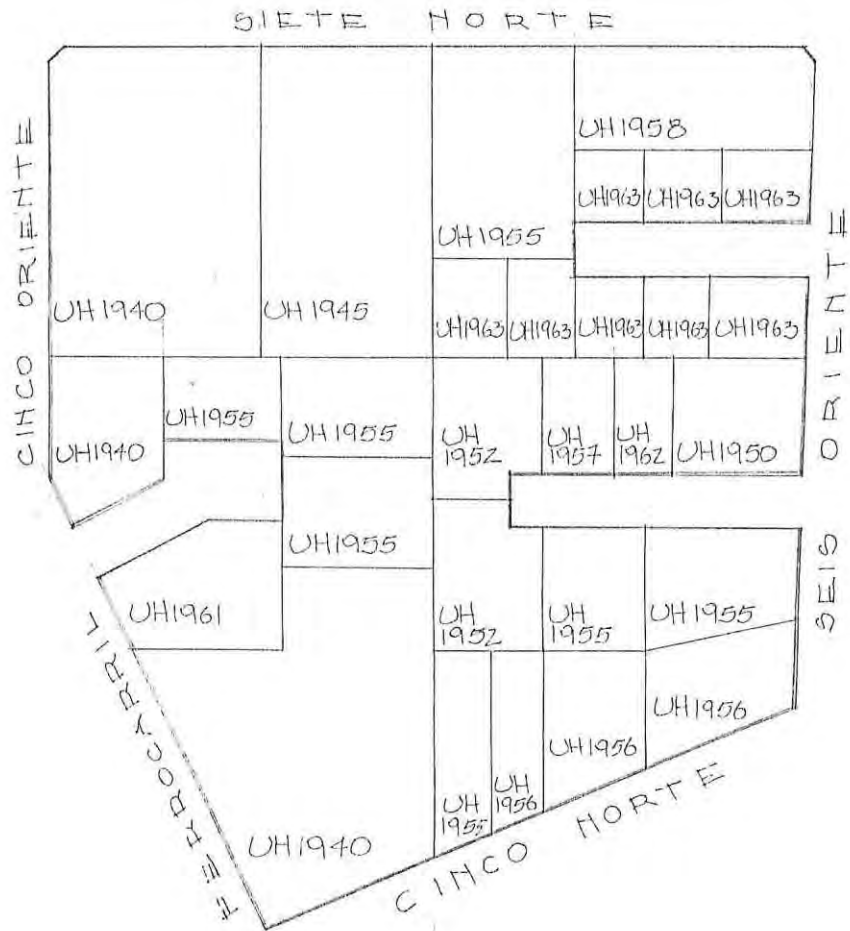 SIETE NORTE
CINCO ORIENTE
UH1958
UH1963
UH1963
UH1963
UH1955
UH1940
UH1945
UH1963
UH1963
UH1963
UH1963
UH1963
SEIS ORIENTE
UH1940
UH1955
UH1955
UH
1952
UH
1957
UH
1962
UH1950
UH1955
UH1961
UH
1952
UH
1955
UH1955
FERROCARRIL
UH1940
UH
1955
UH
1956
UH1956
UH1956
CINCO NORTE